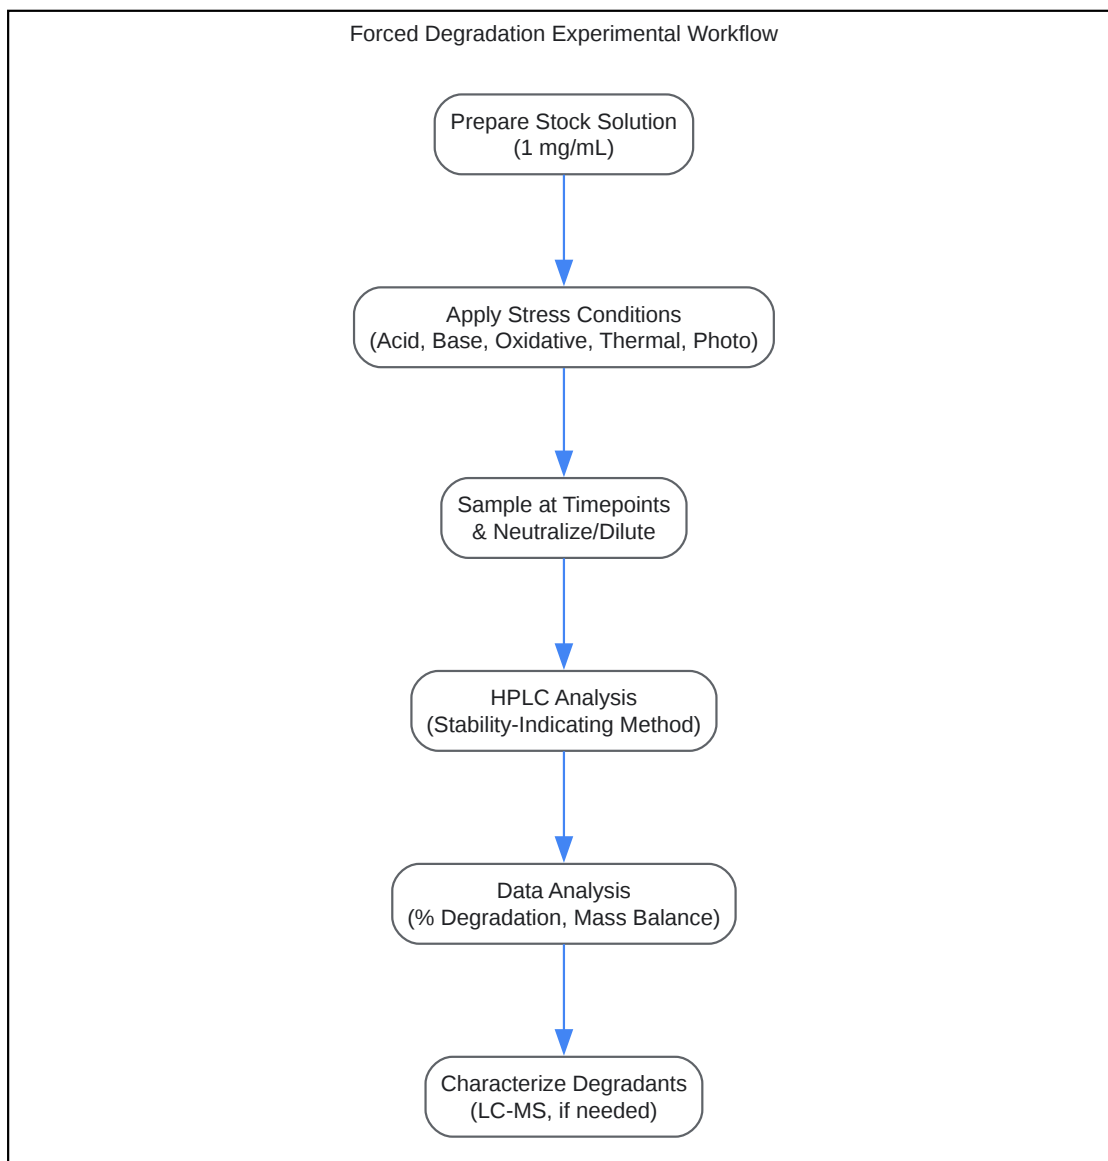 Forced Degradation Experimental Workflow
Prepare Stock Solution
(1 mg/mL)
Apply Stress Conditions
(Acid, Base, Oxidative, Thermal, Photo)
Sample at Timepoints
& Neutralize/Dilute
HPLC Analysis
(Stability-Indicating Method)
Data Analysis
(% Degradation, Mass Balance)
Characterize Degradants
(LC-MS, if needed)